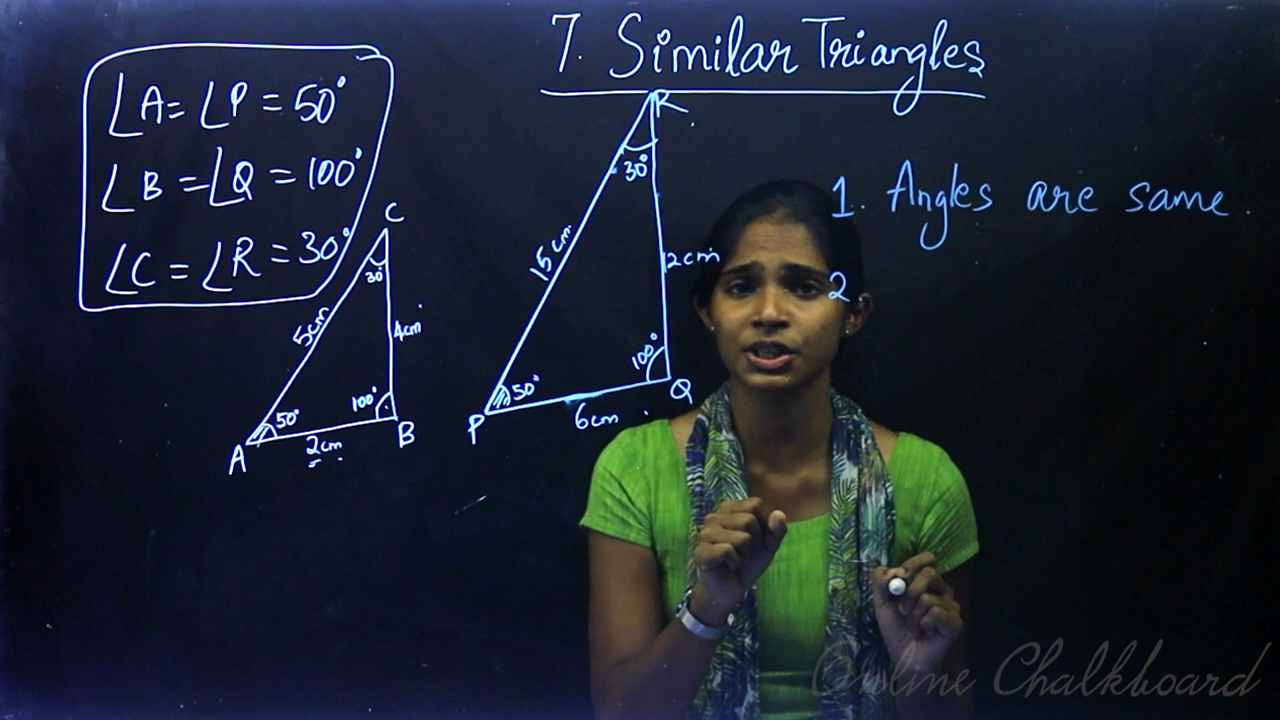 7. Similar Triangles
∠A = ∠P = 50°
∠B = ∠Q = 100°
∠C = ∠R = 30°
C
30°
5cm
4cm
50°
100°
A
2cm
B
R
30°
15cm
12cm
50°
100°
P
6cm
Q
1. Angles are same.
2.
Online Chalkboard